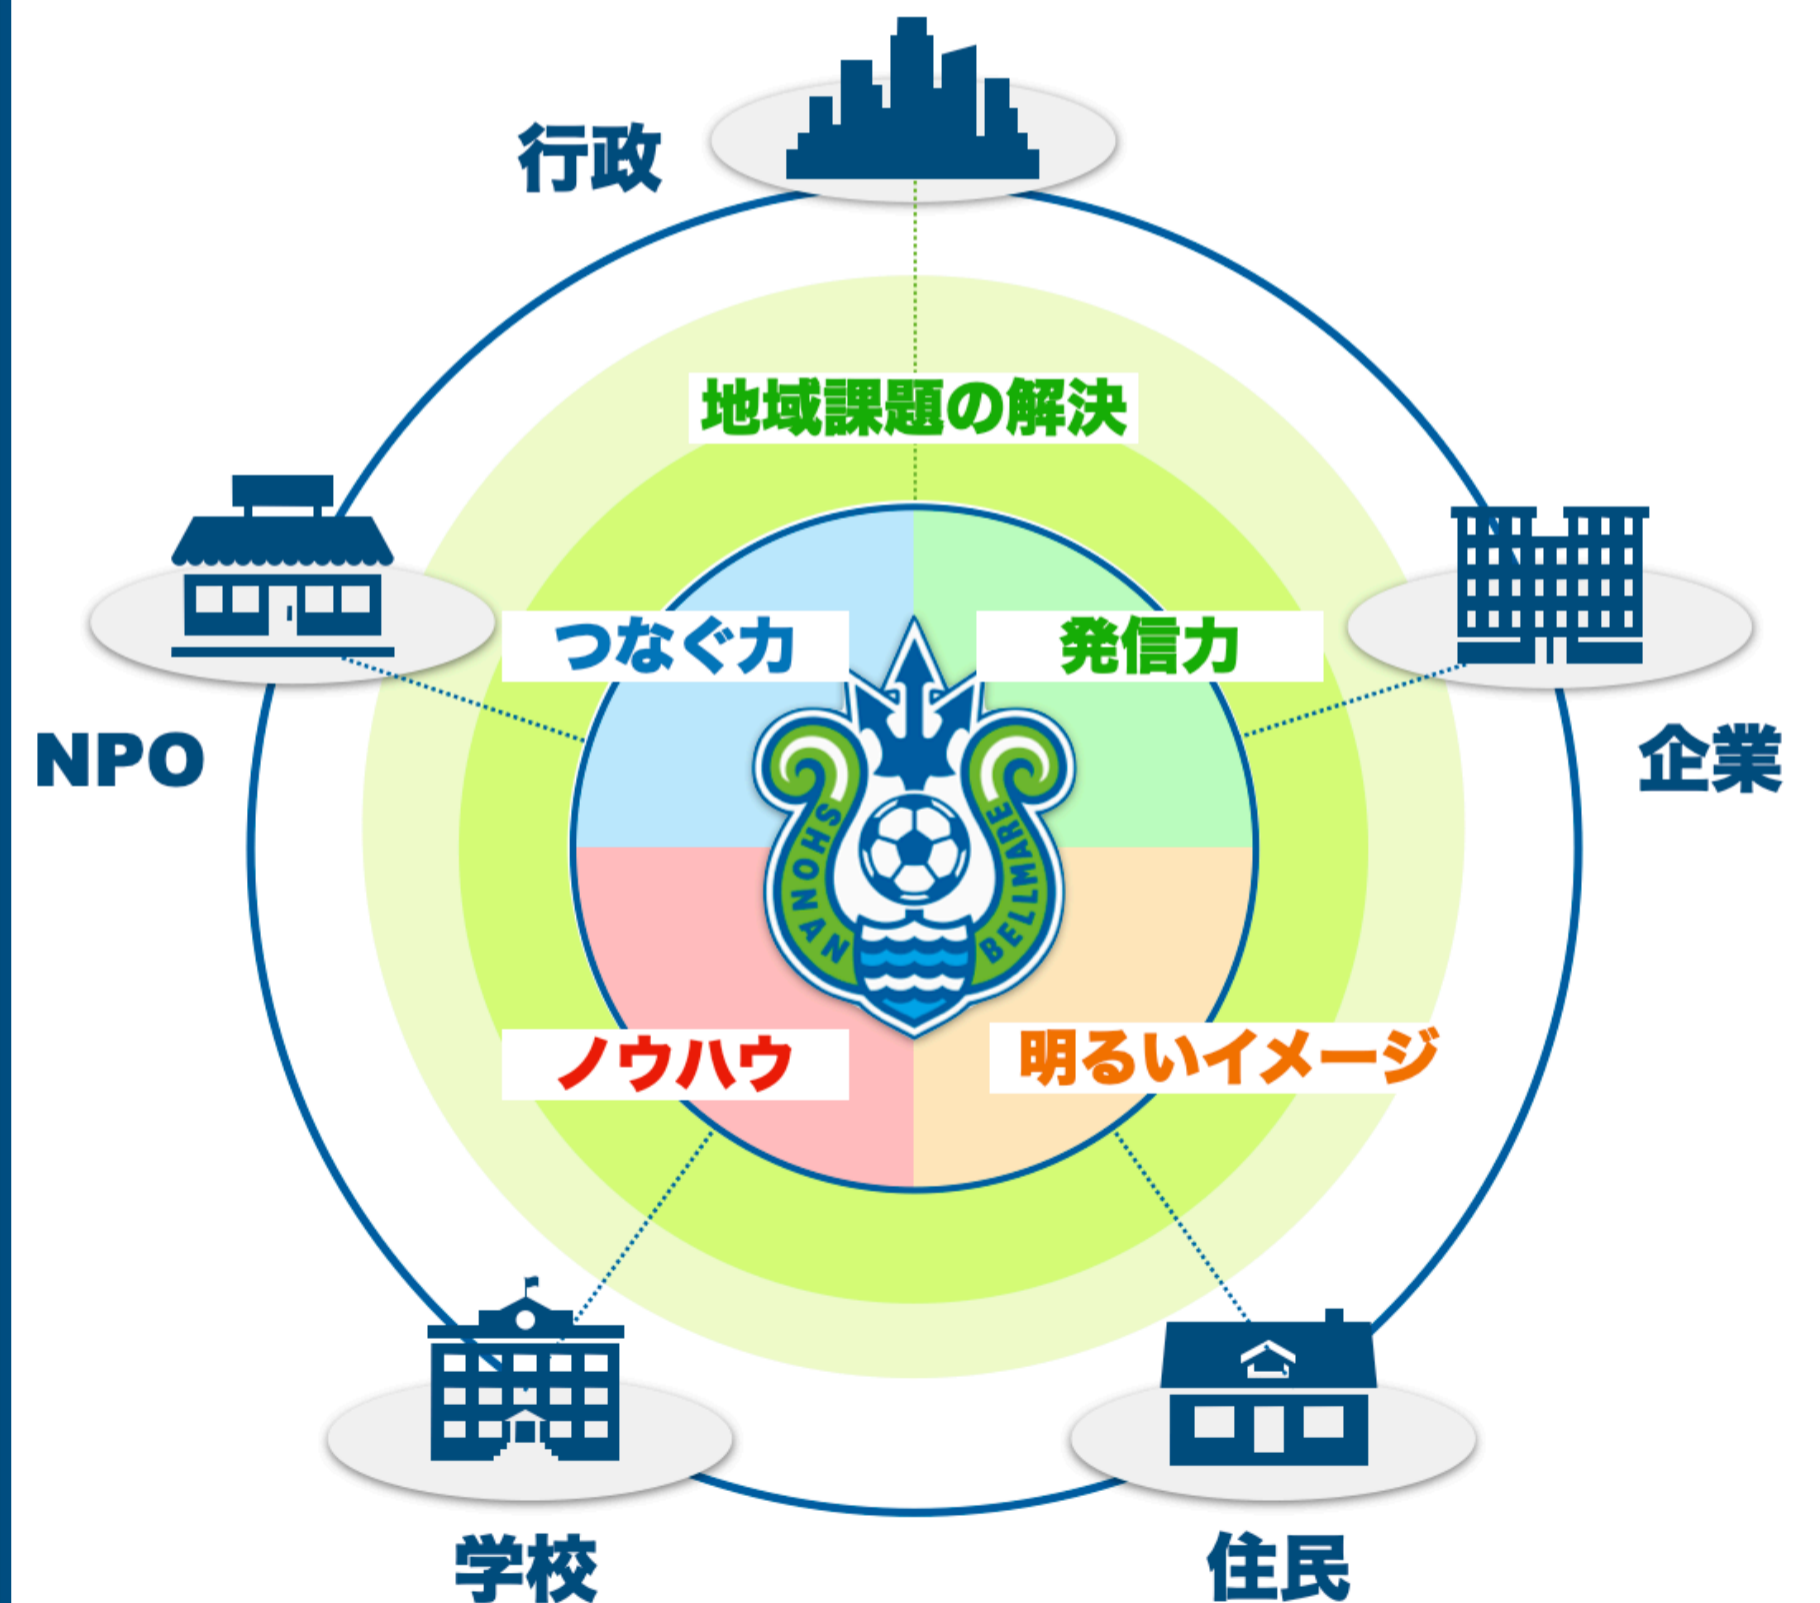 行政
地域課題の解決
つなぐ力
発信力
NPO
企業
SHONAN
BELLMARE
ノウハウ
明るいイメージ
学校
住民